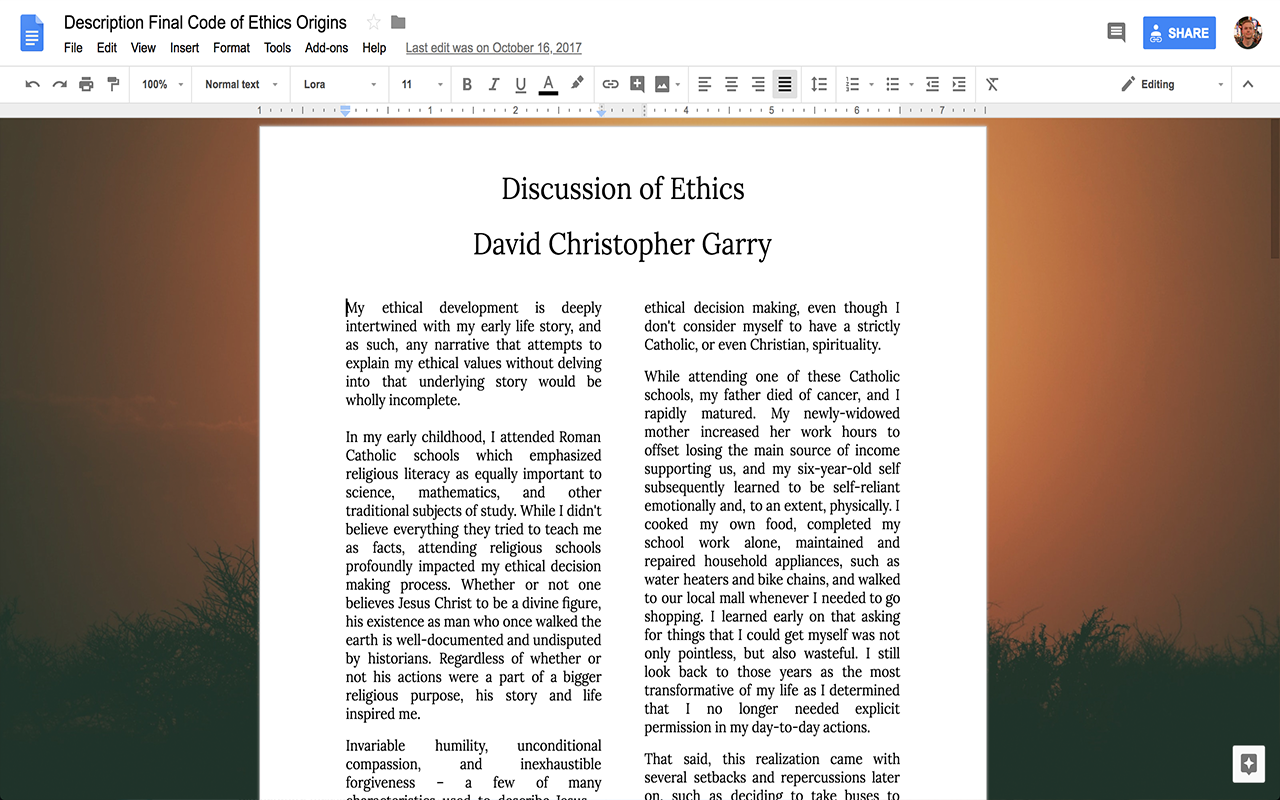 Description Final Code of Ethics Origins
File Edit View Insert Format Tools Add-ons Help Last edit was on October 16, 2017
SHARE
100% Normal text Lora 11 B I U A Editing
1 1 2 4 5 6 7
Discussion of Ethics
David Christopher Garry
My ethical development is deeply
intertwined with my early life story, and
as such, any narrative that attempts to
explain my ethical values without delving
into that underlying story would be
wholly incomplete.
In my early childhood, I attended Roman
Catholic schools which emphasized
religious literacy as equally important to
science, mathematics, and other
traditional subjects of study. While I didn't
believe everything they tried to teach me
as facts, attending religious schools
profoundly impacted my ethical decision
making process. Whether or not one
believes Jesus Christ to be a divine figure,
his existence as man who once walked the
earth is well-documented and undisputed
by historians. Regardless of whether or
not his actions were a part of a bigger
religious purpose, his story and life
inspired me.
Invariable humility, unconditional
compassion, and inexhaustible
forgiveness – a few of many
characteristics used to describe Jesus
ethical decision making, even though I
don't consider myself to have a strictly
Catholic, or even Christian, spirituality.
While attending one of these Catholic
schools, my father died of cancer, and I
rapidly matured. My newly-widowed
mother increased her work hours to
offset losing the main source of income
supporting us, and my six-year-old self
subsequently learned to be self-reliant
emotionally and, to an extent, physically. I
cooked my own food, completed my
school work alone, maintained and
repaired household appliances, such as
water heaters and bike chains, and walked
to our local mall whenever I needed to go
shopping. I learned early on that asking
for things that I could get myself was not
only pointless, but also wasteful. I still
look back to those years as the most
transformative of my life as I determined
that I no longer needed explicit
permission in my day-to-day actions.
That said, this realization came with
several setbacks and repercussions later
on, such as deciding to take buses to